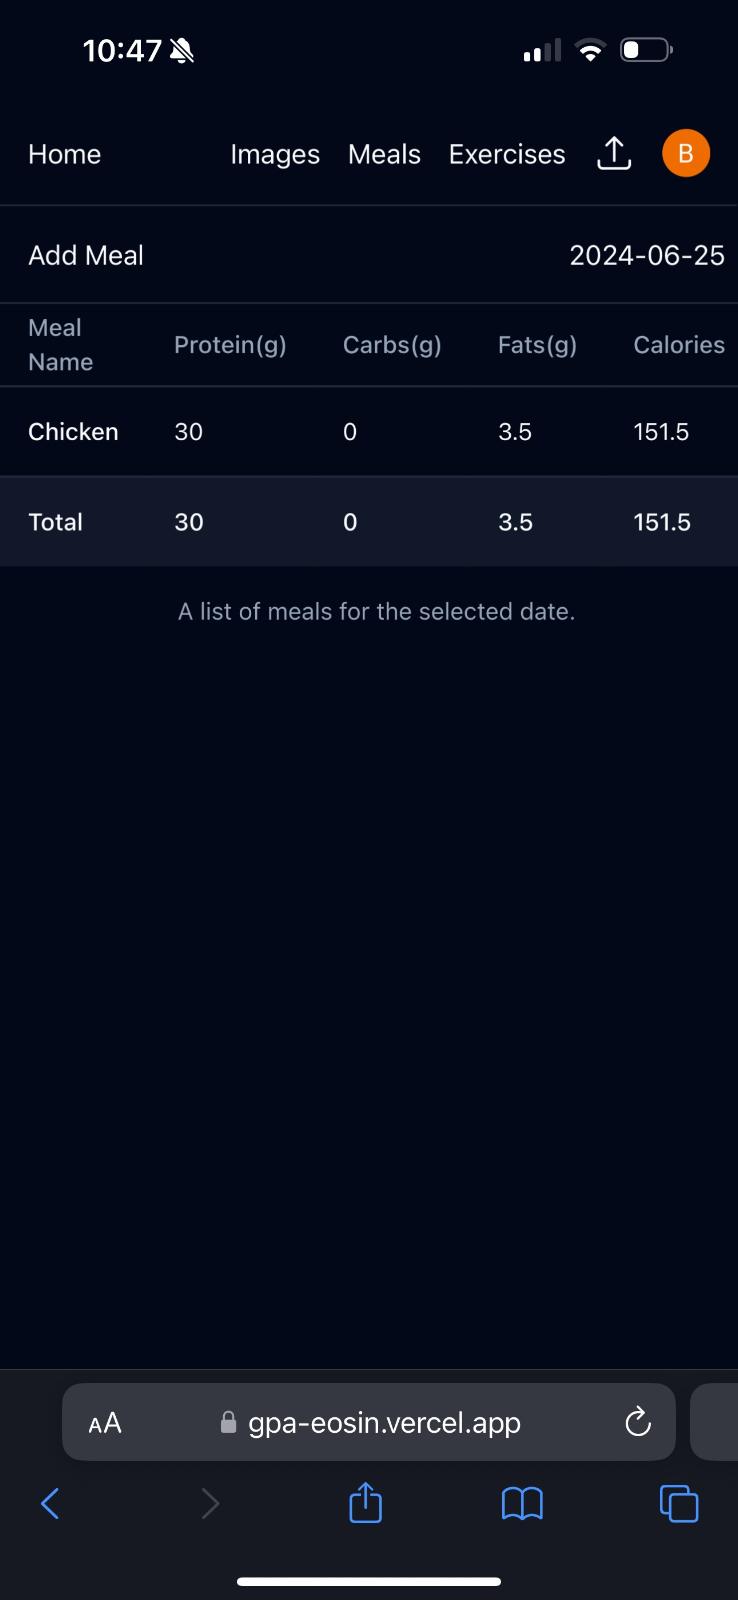 10:47
Home Images Meals Exercises B
Add Meal 2024-06-25
Meal Name Protein(g) Carbs(g) Fats(g) Calories
Chicken 30 0 3.5 151.5
Total 30 0 3.5 151.5
A list of meals for the selected date.
AA gpa-eosin.vercel.app